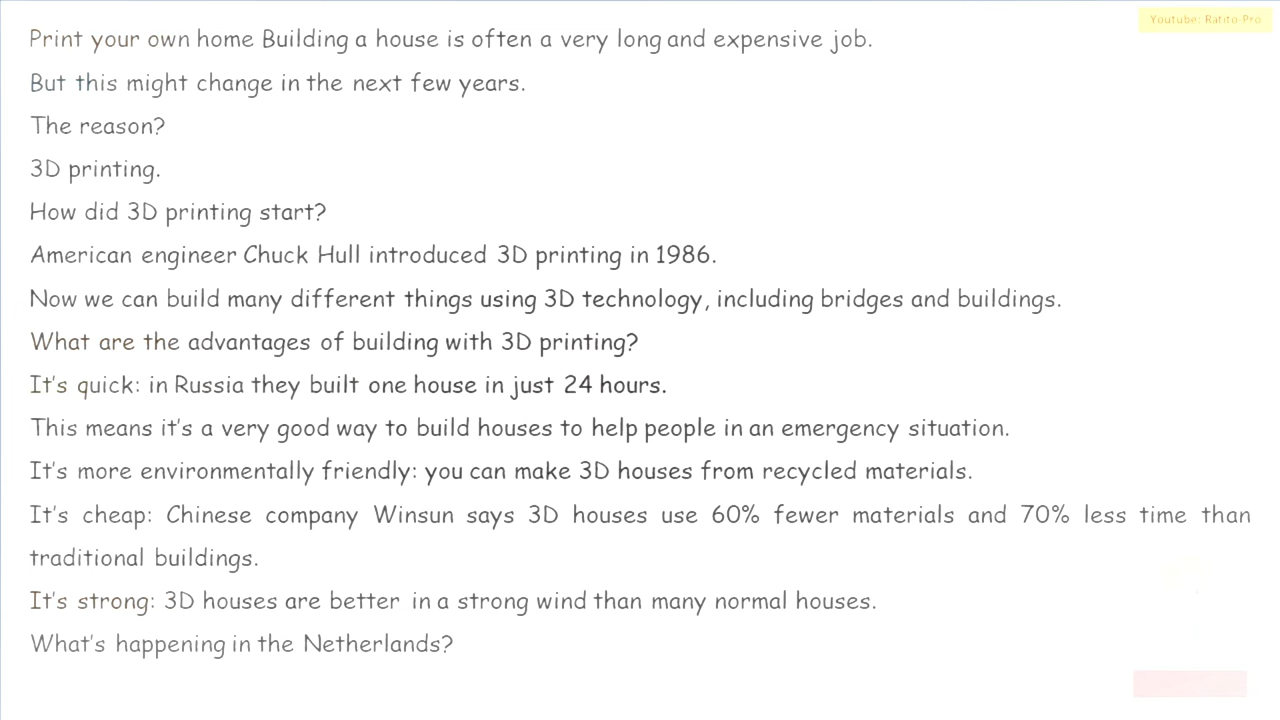 Youtube: Ratito Pro
Print your own home Building a house is often a very long and expensive job.
But this might change in the next few years.
The reason?
3D printing.
How did 3D printing start?
American engineer Chuck Hull introduced 3D printing in 1986.
Now we can build many different things using 3D technology, including bridges and buildings.
What are the advantages of building with 3D printing?
It's quick: in Russia they built one house in just 24 hours.
This means it's a very good way to build houses to help people in an emergency situation.
It's more environmentally friendly: you can make 3D houses from recycled materials.
It's cheap: Chinese company Winsun says 3D houses use 60% fewer materials and 70% less time than
traditional buildings.
It's strong: 3D houses are better in a strong wind than many normal houses.
What's happening in the Netherlands?